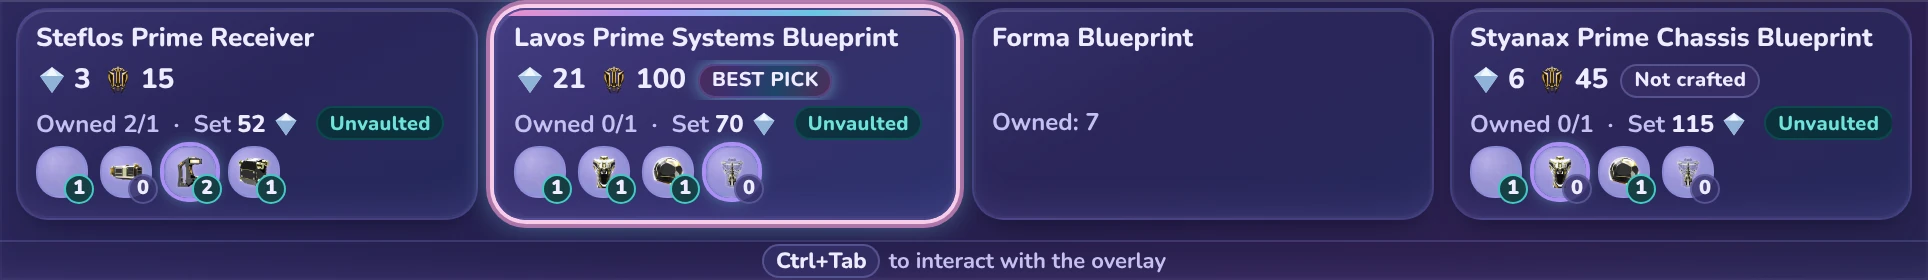 Steflos Prime Receiver
3 15
Owned 2/1 · Set 52 Unvaulted
1 0 2 1
Lavos Prime Systems Blueprint
21 100 BEST PICK
Owned 0/1 · Set 70 Unvaulted
1 1 1 0
Forma Blueprint
Owned: 7
Styanax Prime Chassis Blueprint
6 45 Not crafted
Owned 0/1 · Set 115 Unvaulted
1 0 1 0
Ctrl+Tab to interact with the overlay